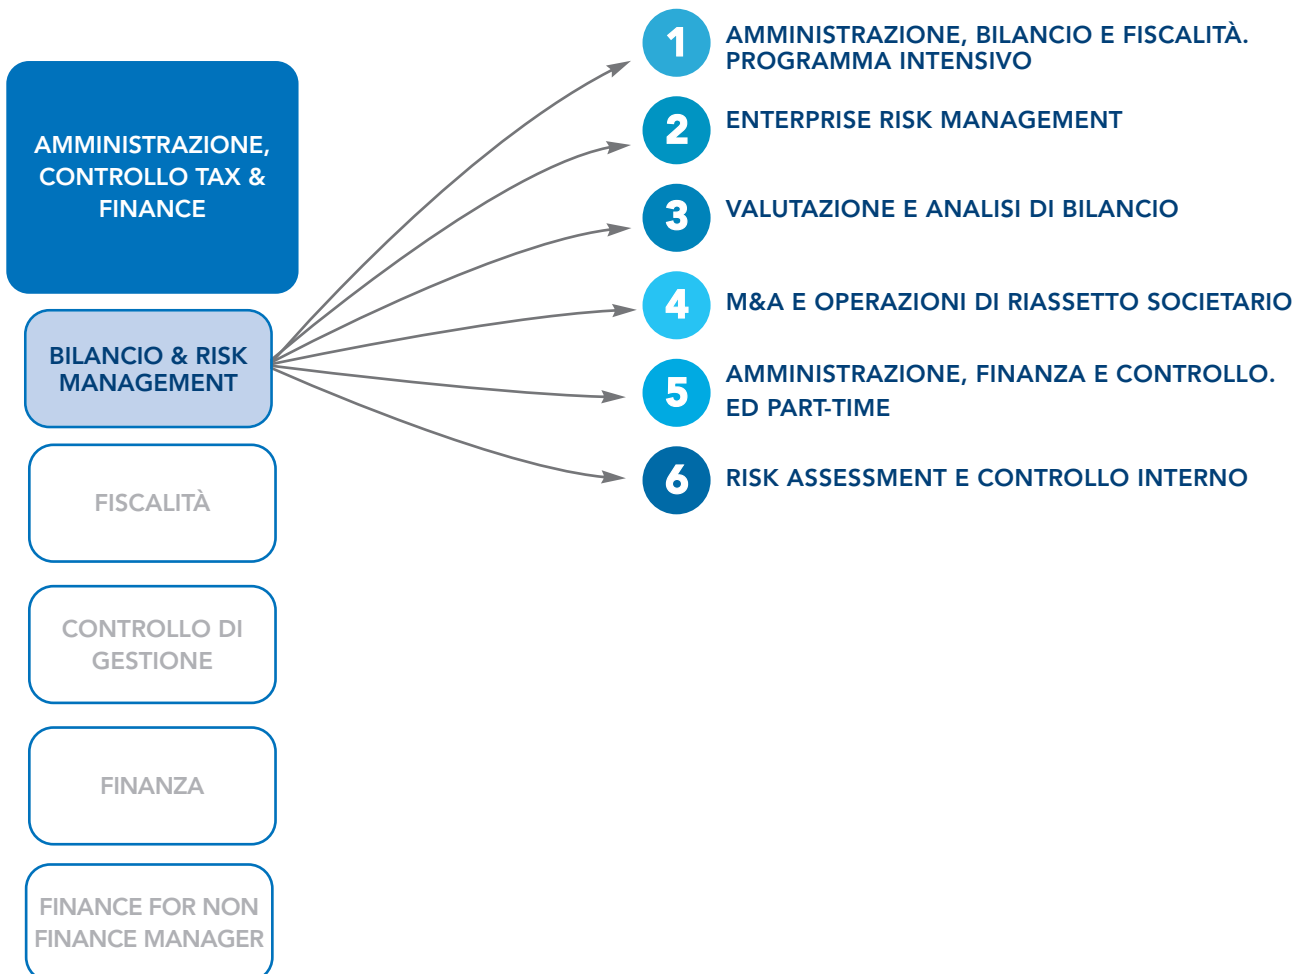 AMMINISTRAZIONE,
CONTROLLO TAX &
FINANCE
BILANCIO & RISK
MANAGEMENT
FISCALITÀ
CONTROLLO DI
GESTIONE
FINANZA
FINANCE FOR NON
FINANCE MANAGER
1 AMMINISTRAZIONE, BILANCIO E FISCALITÀ.
PROGRAMMA INTENSIVO
2 ENTERPRISE RISK MANAGEMENT
3 VALUTAZIONE E ANALISI DI BILANCIO
4 M&A E OPERAZIONI DI RIASSETTO SOCIETARIO
5 AMMINISTRAZIONE, FINANZA E CONTROLLO.
ED PART-TIME
6 RISK ASSESSMENT E CONTROLLO INTERNO